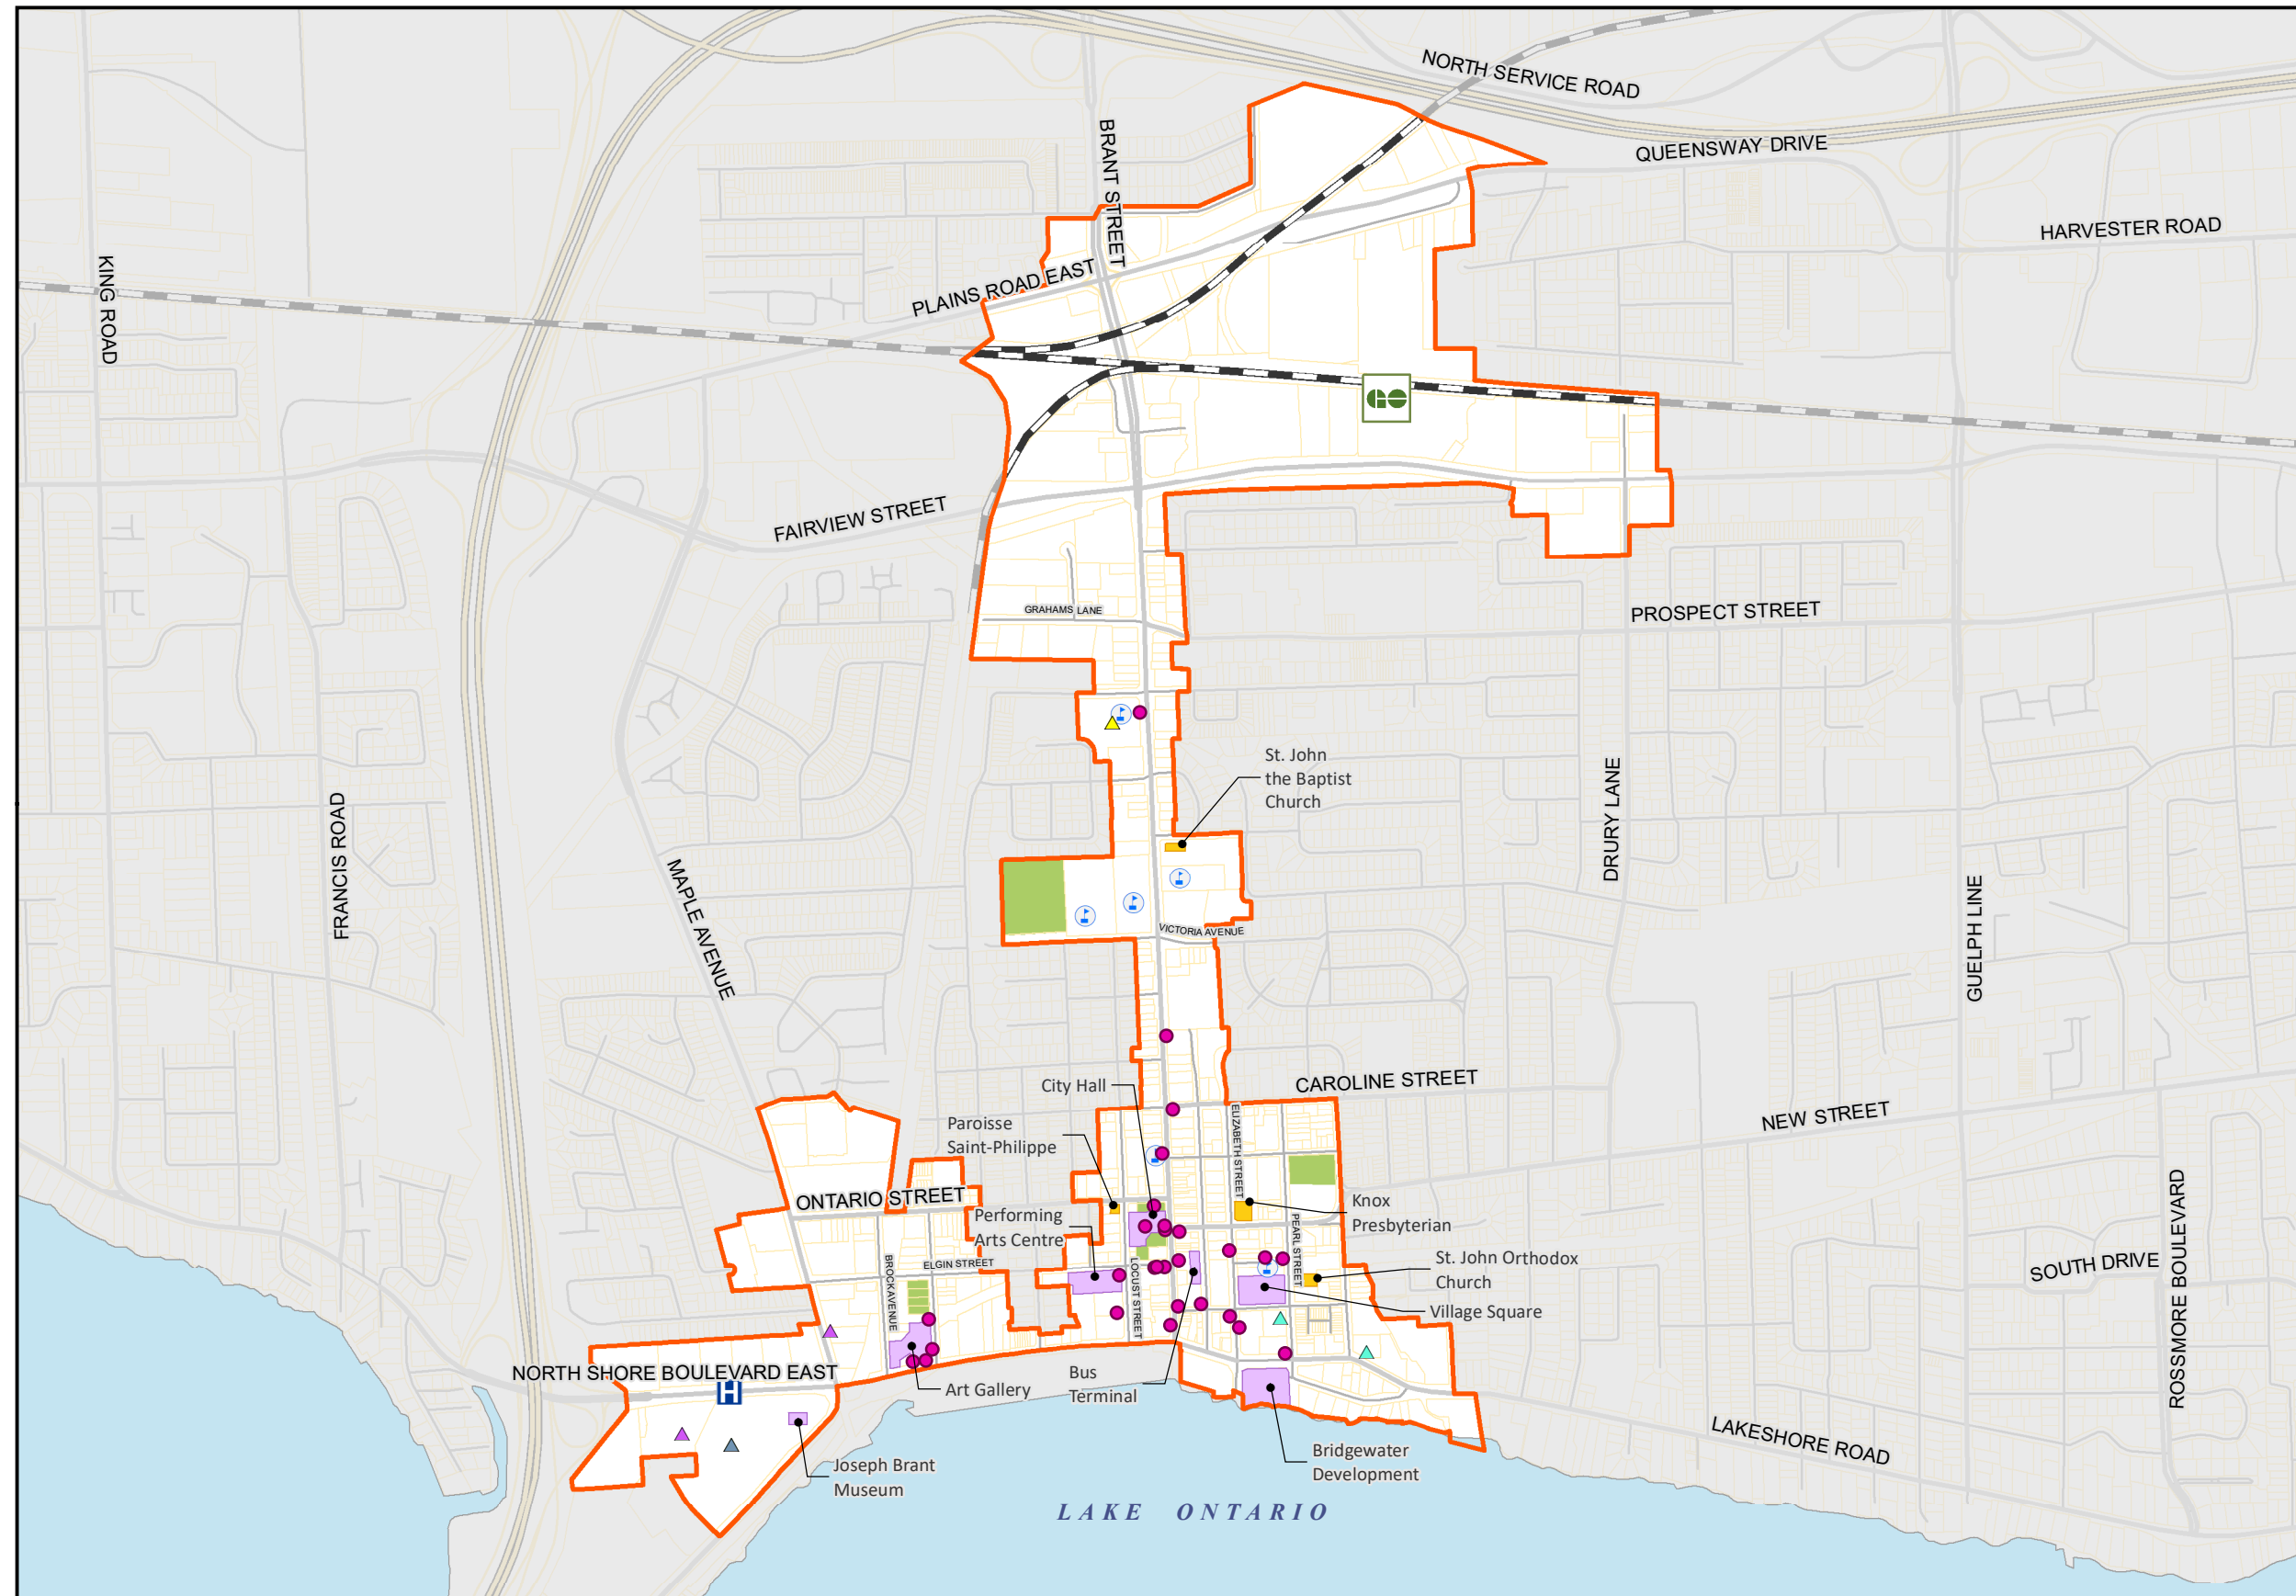 NORTH SERVICE ROAD
BRANT STREET
QUEENSWAY DRIVE
HARVESTER ROAD
KING ROAD
PLAINS ROAD EAST
GO
FAIRVIEW STREET
GRAHAMS LANE
PROSPECT STREET
St. John
the Baptist
Church
DRURY LANE
FRANCIS ROAD
MAPLE AVENUE
GUELPH LINE
VICTORIA AVENUE
City Hall
CAROLINE STREET
NEW STREET
Paroisse
Saint-Philippe
ELIZABETH STREET
ONTARIO STREET
Performing
Arts Centre
Knox
Presbyterian
PEARL STREET
ROSSMORE BOULEVARD
BROCK AVENUE
ELGIN STREET
LOCUST STREET
St. John Orthodox
Church
SOUTH DRIVE
Village Square
NORTH SHORE BOULEVARD EAST
H
Art Gallery
Bus
Terminal
LAKESHORE ROAD
Joseph Brant
Museum
Bridgewater
Development
LAKE ONTARIO